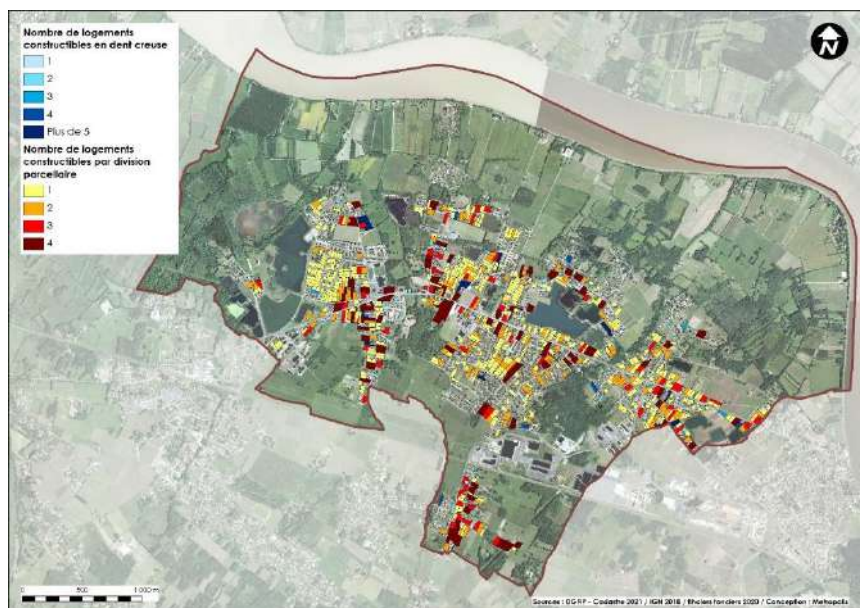 Nombre de logements
constructibles en dent creuse
1
2
3
4
Plus de 5
Nombre de logements
constructibles par division
parcellaire
1
2
3
4
N
0 500 1 000 m
Sources : DGFIP - Cadastre 2021 / IGN 2018 / fichiers fonciers 2020 / Conception : Metropolis